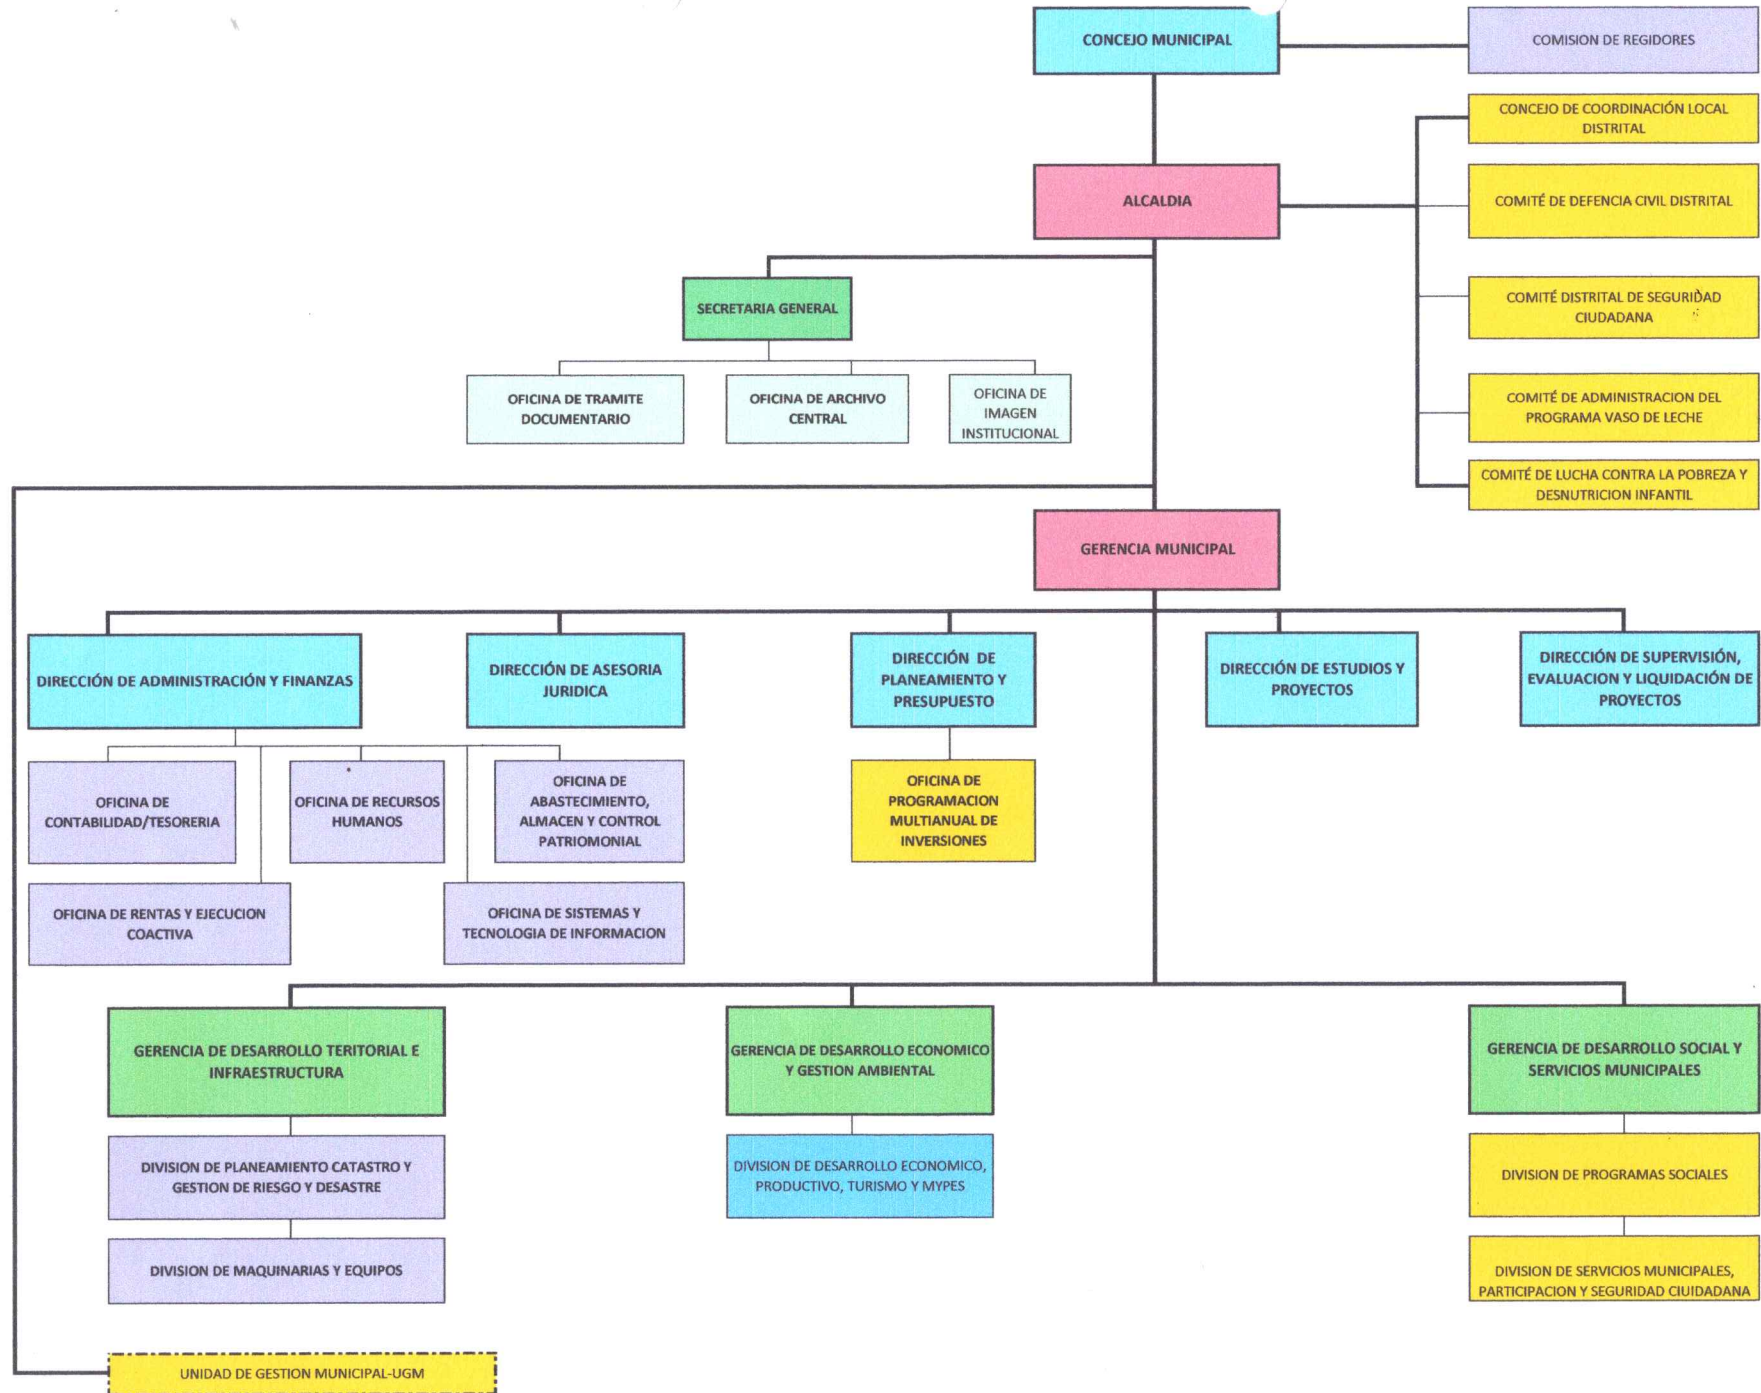 CONCEJO MUNICIPAL
COMISION DE REGIDORES
CONCEJO DE COORDINACIÓN LOCAL
DISTRITAL
ALCALDIA
COMITÉ DE DEFENCIA CIVIL DISTRITAL
SECRETARIA GENERAL
COMITÉ DISTRITAL DE SEGURIDAD
CIUDADANA
OFICINA DE TRAMITE
DOCUMENTARIO
OFICINA DE ARCHIVO
CENTRAL
OFICINA DE
IMAGEN
INSTITUCIONAL
COMITÉ DE ADMINISTRACION DEL
PROGRAMA VASO DE LECHE
COMITÉ DE LUCHA CONTRA LA POBREZA Y
DESNUTRICION INFANTIL
GERENCIA MUNICIPAL
DIRECCIÓN DE ADMINISTRACIÓN Y FINANZAS
DIRECCIÓN DE ASESORIA
JURIDICA
DIRECCIÓN DE
PLANEAMIENTO Y
PRESUPUESTO
DIRECCIÓN DE ESTUDIOS Y
PROYECTOS
DIRECCIÓN DE SUPERVISIÓN,
EVALUACION Y LIQUIDACIÓN DE
PROYECTOS
OFICINA DE
CONTABILIDAD/TESORERIA
OFICINA DE RECURSOS
HUMANOS
OFICINA DE
ABASTECIMIENTO,
ALMACEN Y CONTROL
PATRIOMONIAL
OFICINA DE
PROGRAMACION
MULTIANUAL DE
INVERSIONES
OFICINA DE RENTAS Y EJECUCION
COACTIVA
OFICINA DE SISTEMAS Y
TECNOLOGIA DE INFORMACION
GERENCIA DE DESARROLLO TERITORIAL E
INFRAESTRUCTURA
GERENCIA DE DESARROLLO ECONOMICO
Y GESTION AMBIENTAL
GERENCIA DE DESARROLLO SOCIAL Y
SERVICIOS MUNICIPALES
DIVISION DE PLANEAMIENTO CATASTRO Y
GESTION DE RIESGO Y DESASTRE
DIVISION DE DESARROLLO ECONOMICO,
PRODUCTIVO, TURISMO Y MYPES
DIVISION DE PROGRAMAS SOCIALES
DIVISION DE MAQUINARIAS Y EQUIPOS
DIVISION DE SERVICIOS MUNICIPALES,
PARTICIPACION Y SEGURIDAD CIUIDADANA
UNIDAD DE GESTION MUNICIPAL-UGM